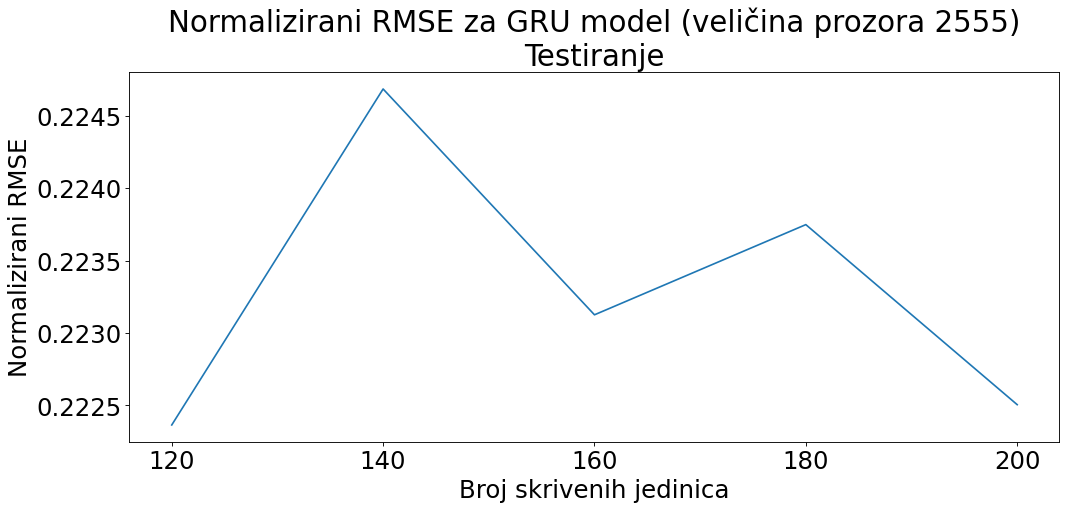 Normalizirani RMSE za GRU model (veličina prozora 2555)
Testiranje
Normalizirani RMSE
0.2245
0.2240
0.2235
0.2230
0.2225
120 140 160 180 200
Broj skrivenih jedinica